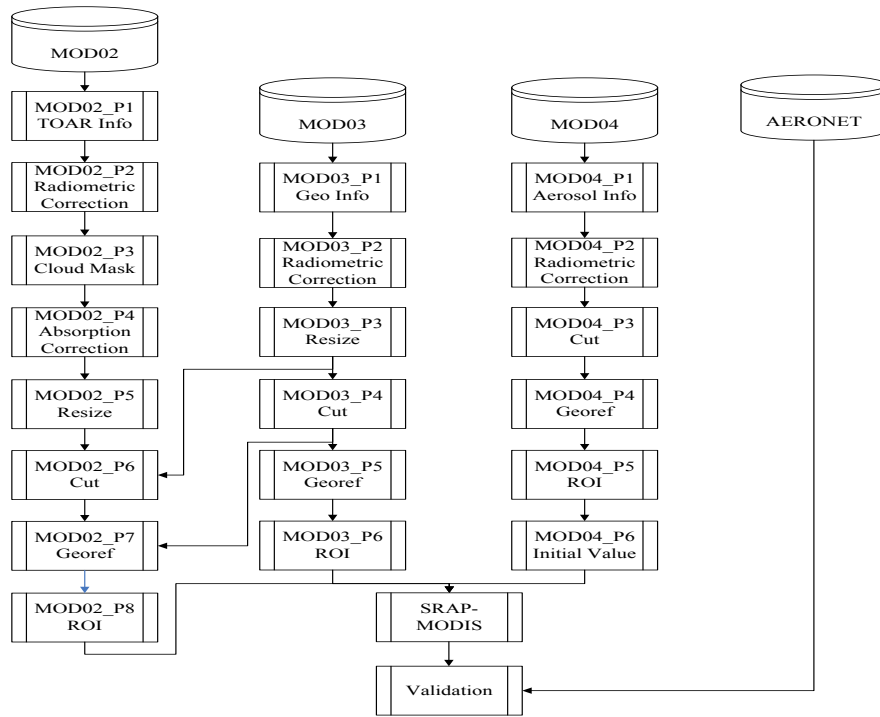 MOD02
MOD02_P1
TOAR Info
MOD02_P2
Radiometric
Correction
MOD02_P3
Cloud Mask
MOD02_P4
Absorption
Correction
MOD02_P5
Resize
MOD02_P6
Cut
MOD02_P7
Georef
MOD02_P8
ROI
MOD03
MOD03_P1
Geo Info
MOD03_P2
Radiometric
Correction
MOD03_P3
Resize
MOD03_P4
Cut
MOD03_P5
Georef
MOD03_P6
ROI
MOD04
MOD04_P1
Aerosol Info
MOD04_P2
Radiometric
Correction
MOD04_P3
Cut
MOD04_P4
Georef
MOD04_P5
ROI
MOD04_P6
Initial Value
AERONET
SRAP-
MODIS
Validation